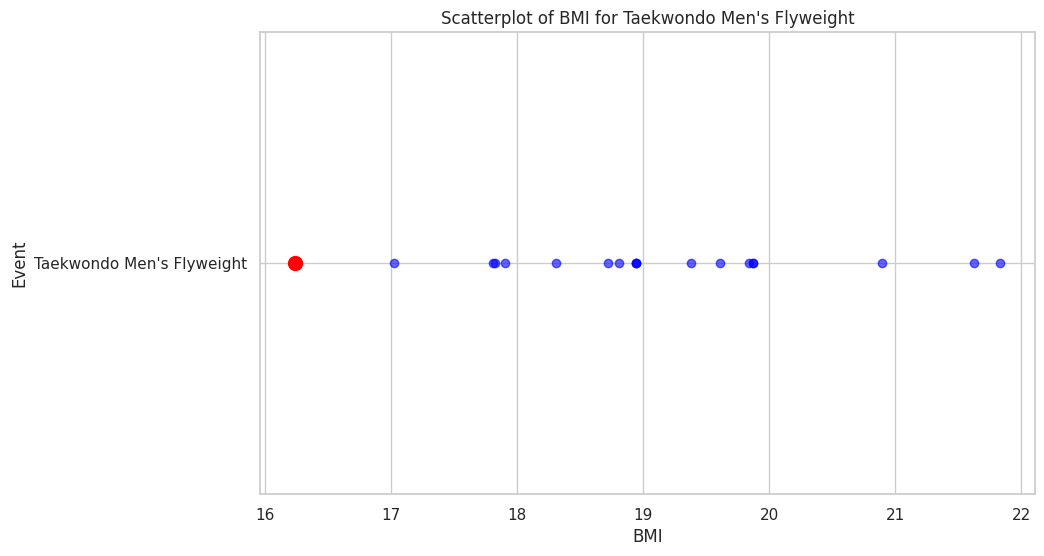 Scatterplot of BMI for Taekwondo Men's Flyweight
Event
Taekwondo Men's Flyweight
16 17 18 19 20 21 22
BMI